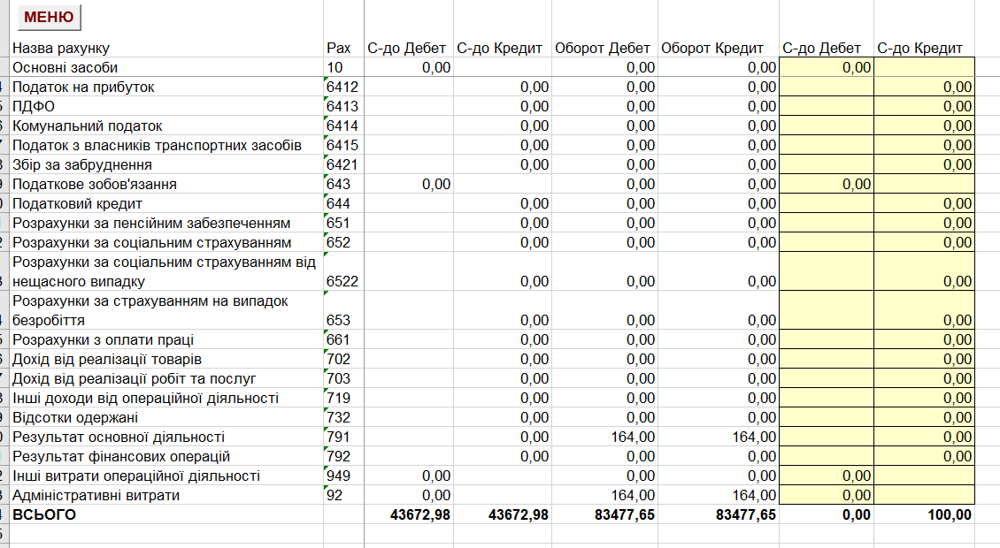 МЕНЮ
Назва рахунку Рах С-до Дебет С-до Кредит Оборот Дебет Оборот Кредит С-до Дебет С-до Кредит
Основні засоби 10 0,00 0,00 0,00 0,00
Податок на прибуток 6412 0,00 0,00 0,00 0,00
ПДФО 6413 0,00 0,00 0,00 0,00
Комунальний податок 6414 0,00 0,00 0,00 0,00
Податок з власників транспортних засобів 6415 0,00 0,00 0,00 0,00
Збір за забруднення 6421 0,00 0,00 0,00 0,00
Податкове зобов'язання 643 0,00 0,00 0,00 0,00
Податковий кредит 644 0,00 0,00 0,00 0,00
Розрахунки за пенсійним забезпеченням 651 0,00 0,00 0,00 0,00
Розрахунки за соціальним страхуванням 652 0,00 0,00 0,00 0,00
Розрахунки за соціальним страхуванням від
нещасного випадку 6522 0,00 0,00 0,00 0,00
Розрахунки за страхуванням на випадок
безробіття 653 0,00 0,00 0,00 0,00
Розрахунки з оплати праці 661 0,00 0,00 0,00 0,00
Дохід від реалізації товарів 702 0,00 0,00 0,00 0,00
Дохід від реалізації робіт та послуг 703 0,00 0,00 0,00 0,00
Інші доходи від операційної діяльності 719 0,00 0,00 0,00 0,00
Відсотки одержані 732 0,00 0,00 0,00 0,00
Результат основної діяльності 791 0,00 164,00 164,00 0,00
Результат фінансових операцій 792 0,00 0,00 0,00 0,00
Інші витрати операційної діяльності 949 0,00 0,00 0,00 0,00
Адміністративні витрати 92 0,00 164,00 164,00 0,00
ВСЬОГО 43672,98 43672,98 83477,65 83477,65 0,00 100,00